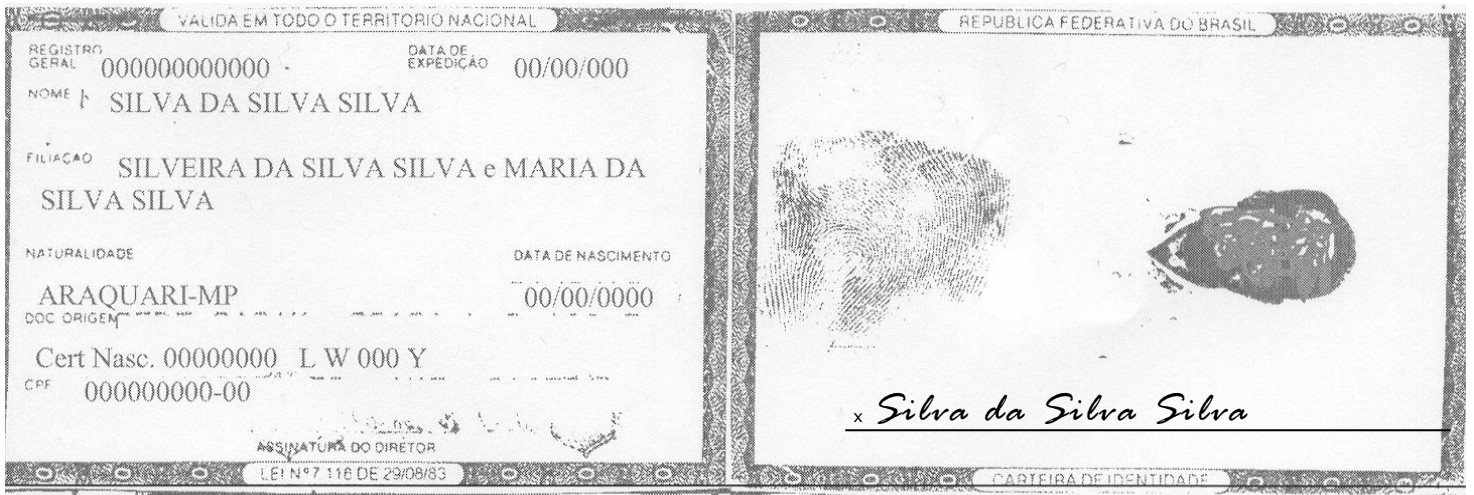 VALIDA EM TODO O TERRITORIO NACIONAL
REGISTRO GERAL 000000000000
DATA DE EXPEDIÇÃO 00/00/000
NOME SILVA DA SILVA SILVA
FILIAÇAO SILVEIRA DA SILVA SILVA e MARIA DA
SILVA SILVA
NATURALIDADE
DATA DE NASCIMENTO
ARAQUARI-MP 00/00/0000
DOC ORIGEM
Cert Nasc. 00000000 L W 000 Y
CPF 000000000-00
ASSINATURA DO DIRETOR
LEI Nº 7.116 DE 29/08/83
REPUBLICA FEDERATIVA DO BRASIL
x Silva da Silva Silva
CARTEIRA DE IDENTIDADE